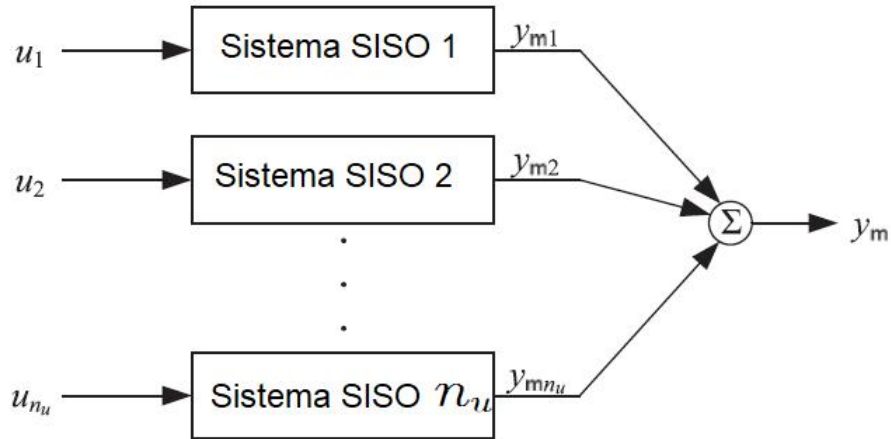 u₁ Sistema SISO 1 yₘ₁
u₂ Sistema SISO 2 yₘ₂
Σ yₘ
.
.
.
uₙᵤ Sistema SISO nᵤ yₘₙᵤ